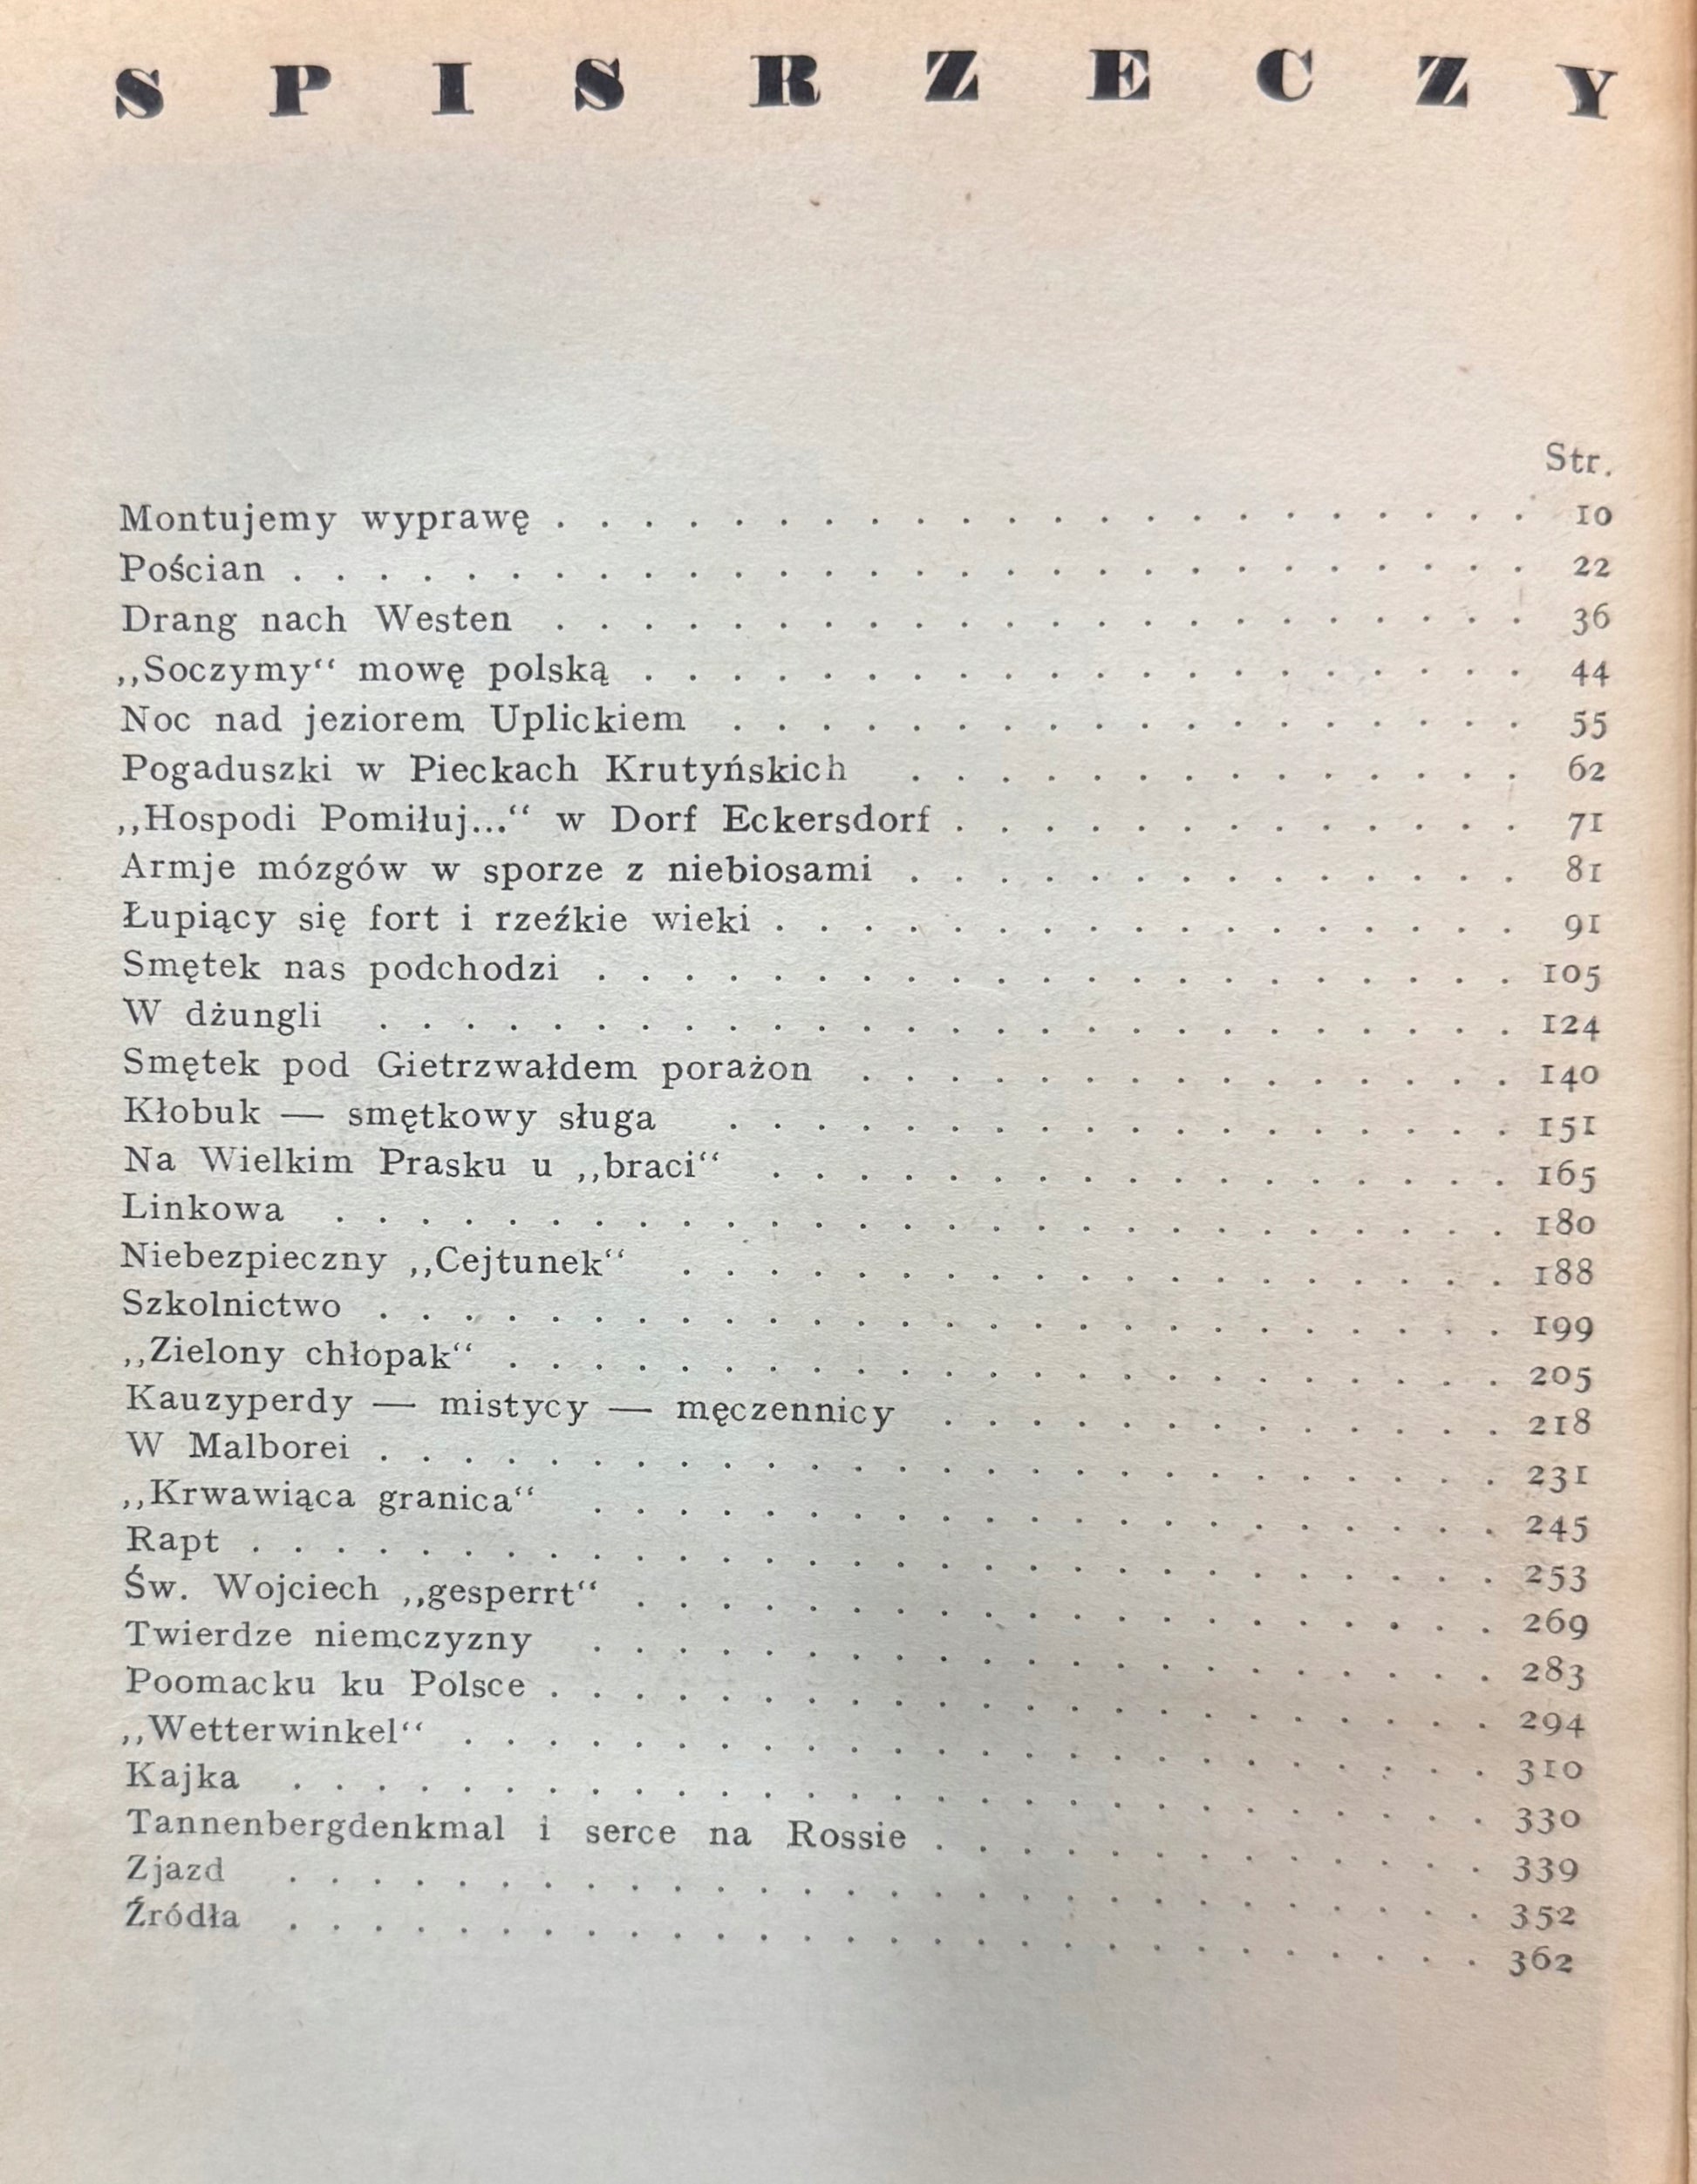 SPIS RZECZY
Str.
Montujemy wyprawę . . . . . . . . . . . . . . . . . . . . . . . 10
Pościan . . . . . . . . . . . . . . . . . . . . . . . . . . . . . 22
Drang nach Westen . . . . . . . . . . . . . . . . . . . . . . . 36
,,Soczymy“ mowę polską . . . . . . . . . . . . . . . . . . . . . 44
Noc nad jeziorem Uplickiem . . . . . . . . . . . . . . . . . . . 55
Pogaduszki w Pieckach Krutyńskich . . . . . . . . . . . . . . . 62
,,Hospodi Pomiłuj...“ w Dorf Eckersdorf . . . . . . . . . . . . . . 71
Armje mózgów w sporze z niebiosami . . . . . . . . . . . . . . . 81
Łupiący się fort i rzeźkie wieki . . . . . . . . . . . . . . . . . . 91
Smętek nas podchodzi . . . . . . . . . . . . . . . . . . . . . . 105
W dżungli . . . . . . . . . . . . . . . . . . . . . . . . . . . 124
Smętek pod Gietrzwałdem porażon . . . . . . . . . . . . . . . . 140
Kłobuk — smętkowy sługa . . . . . . . . . . . . . . . . . . . 151
Na Wielkim Prasku u ,,braci“ . . . . . . . . . . . . . . . . . . 165
Linkowa . . . . . . . . . . . . . . . . . . . . . . . . . . . . 180
Niebezpieczny ,,Cejtunek“ . . . . . . . . . . . . . . . . . . . . 188
Szkolnictwo . . . . . . . . . . . . . . . . . . . . . . . . . . . 199
,,Zielony chłopak“ . . . . . . . . . . . . . . . . . . . . . . . . 205
Kauzyperdy — mistycy — męczennicy . . . . . . . . . . . . . . 218
W Malborei . . . . . . . . . . . . . . . . . . . . . . . . . . . 231
,,Krwawiąca granica“ . . . . . . . . . . . . . . . . . . . . . . 245
Rapt . . . . . . . . . . . . . . . . . . . . . . . . . . . . . . 253
Św. Wojciech ,,gesperrt“ . . . . . . . . . . . . . . . . . . . . . 269
Twierdze niemczyzny . . . . . . . . . . . . . . . . . . . . . . 283
Poomacku ku Polsce . . . . . . . . . . . . . . . . . . . . . . . 294
,,Wetterwinkel“ . . . . . . . . . . . . . . . . . . . . . . . . . 310
Kajka . . . . . . . . . . . . . . . . . . . . . . . . . . . . . 330
Tannenbergdenkmal i serce na Rossie . . . . . . . . . . . . . . 339
Zjazd . . . . . . . . . . . . . . . . . . . . . . . . . . . . . 352
Źródła . . . . . . . . . . . . . . . . . . . . . . . . . . . . . 362